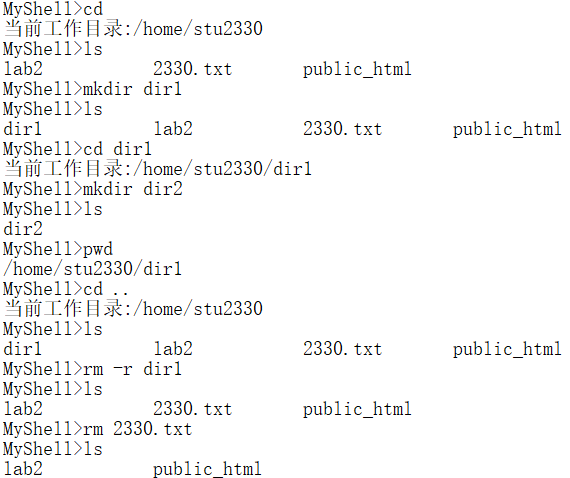 MyShell>cd
当前工作目录:/home/stu2330
MyShell>ls
lab2 2330.txt public_html
MyShell>mkdir dir1
MyShell>ls
dir1 lab2 2330.txt public_html
MyShell>cd dir1
当前工作目录:/home/stu2330/dir1
MyShell>mkdir dir2
MyShell>ls
dir2
MyShell>pwd
/home/stu2330/dir1
MyShell>cd ..
当前工作目录:/home/stu2330
MyShell>ls
dir1 lab2 2330.txt public_html
MyShell>rm -r dir1
MyShell>ls
lab2 2330.txt public_html
MyShell>rm 2330.txt
MyShell>ls
lab2 public_html